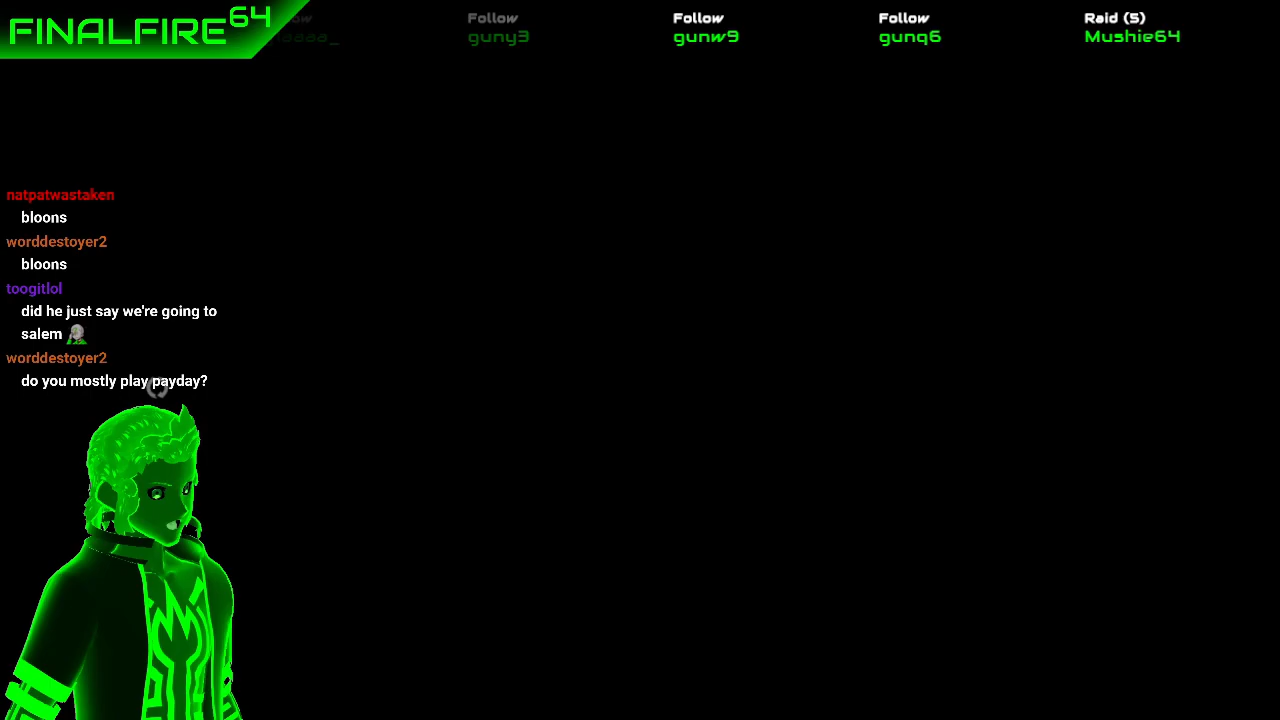 FINALFIRE64
Follow
guny3
Follow
gunw9
Follow
gunq6
Raid (5)
Mushie64
natpatwastaken
bloons
worddestoyer2
bloons
toogitlol
did he just say we're going to
salem
worddestoyer2
do you mostly play payday?